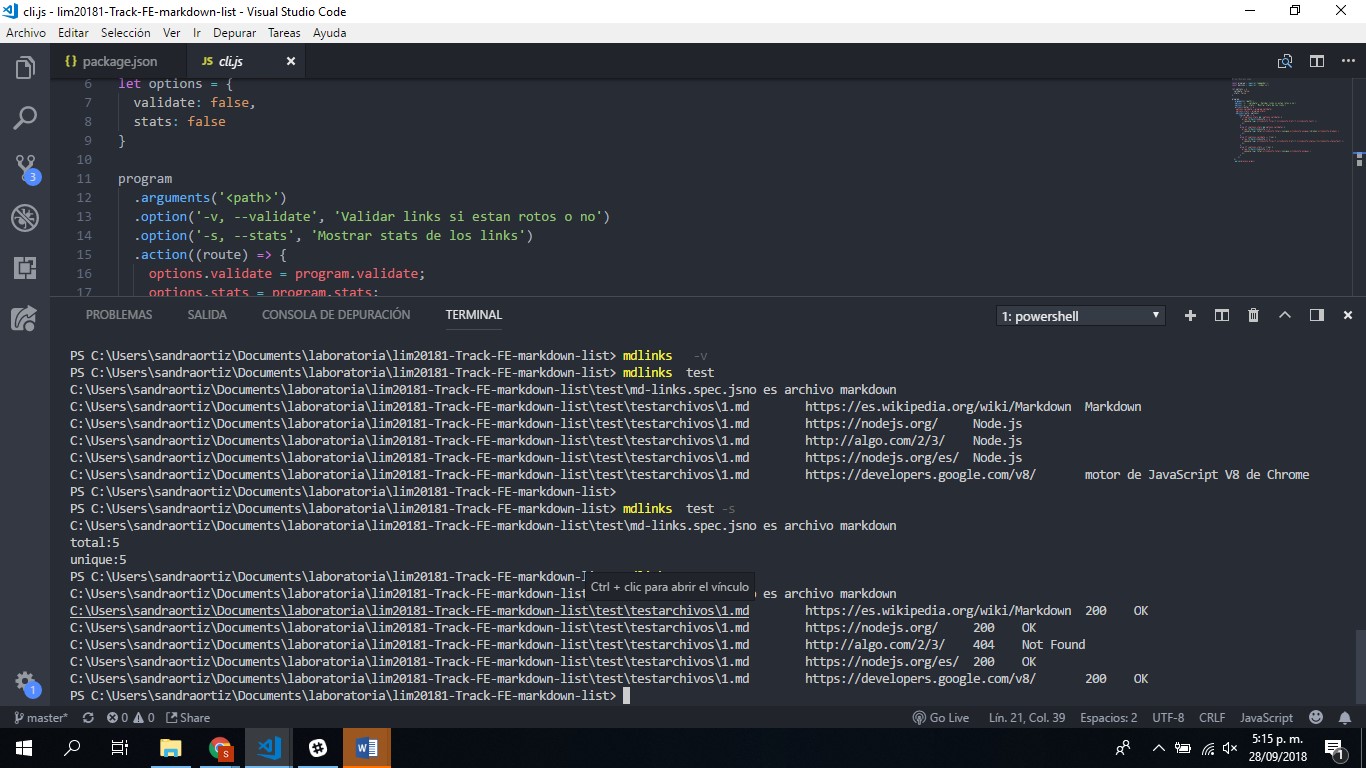 cli.js - lim20181-Track-FE-markdown-list - Visual Studio Code
Archivo Editar Selección Ver Ir Depurar Tareas Ayuda
{} package.json JS cli.js
6 let options = {
7 validate: false,
8 stats: false
9 }
10
11 program
12 .arguments('<path>')
13 .option('-v, --validate', 'Validar links si estan rotos o no')
14 .option('-s, --stats', 'Mostrar stats de los links')
15 .action((route) => {
16 options.validate = program.validate;
17 options.stats = program.stats;
3
PROBLEMAS SALIDA CONSOLA DE DEPURACIÓN TERMINAL 1: powershell
PS C:\Users\sandraortiz\Documents\laboratoria\lim20181-Track-FE-markdown-list> mdlinks -v
PS C:\Users\sandraortiz\Documents\laboratoria\lim20181-Track-FE-markdown-list> mdlinks test
C:\Users\sandraortiz\Documents\laboratoria\lim20181-Track-FE-markdown-list\test\md-links.spec.jsno es archivo markdown
C:\Users\sandraortiz\Documents\laboratoria\lim20181-Track-FE-markdown-list\test\testarchivos\1.md https://es.wikipedia.org/wiki/Markdown Markdown
C:\Users\sandraortiz\Documents\laboratoria\lim20181-Track-FE-markdown-list\test\testarchivos\1.md https://nodejs.org/ Node.js
C:\Users\sandraortiz\Documents\laboratoria\lim20181-Track-FE-markdown-list\test\testarchivos\1.md http://algo.com/2/3/ Node.js
C:\Users\sandraortiz\Documents\laboratoria\lim20181-Track-FE-markdown-list\test\testarchivos\1.md https://nodejs.org/es/ Node.js
C:\Users\sandraortiz\Documents\laboratoria\lim20181-Track-FE-markdown-list\test\testarchivos\1.md https://developers.google.com/v8/ motor de JavaScript V8 de Chrome
PS C:\Users\sandraortiz\Documents\laboratoria\lim20181-Track-FE-markdown-list>
PS C:\Users\sandraortiz\Documents\laboratoria\lim20181-Track-FE-markdown-list> mdlinks test -s
C:\Users\sandraortiz\Documents\laboratoria\lim20181-Track-FE-markdown-list\test\md-links.spec.jsno es archivo markdown
total:5
unique:5
PS C:\Users\sandraortiz\Documents\laboratoria\lim20181-Track-FE-markdown-l
Ctrl + clic para abrir el vínculo
C:\Users\sandraortiz\Documents\laboratoria\lim20181-Track-FE-markdown-list es archivo markdown
C:\Users\sandraortiz\Documents\laboratoria\lim20181-Track-FE-markdown-list\test\testarchivos\1.md https://es.wikipedia.org/wiki/Markdown 200 OK
C:\Users\sandraortiz\Documents\laboratoria\lim20181-Track-FE-markdown-list\test\testarchivos\1.md https://nodejs.org/ 200 OK
C:\Users\sandraortiz\Documents\laboratoria\lim20181-Track-FE-markdown-list\test\testarchivos\1.md http://algo.com/2/3/ 404 Not Found
C:\Users\sandraortiz\Documents\laboratoria\lim20181-Track-FE-markdown-list\test\testarchivos\1.md https://nodejs.org/es/ 200 OK
C:\Users\sandraortiz\Documents\laboratoria\lim20181-Track-FE-markdown-list\test\testarchivos\1.md https://developers.google.com/v8/ 200 OK
PS C:\Users\sandraortiz\Documents\laboratoria\lim20181-Track-FE-markdown-list>
1
master* 0 0 Share Go Live Lín. 21, Col. 39 Espacios: 2 UTF-8 CRLF JavaScript
5:15 p. m.
28/09/2018
1